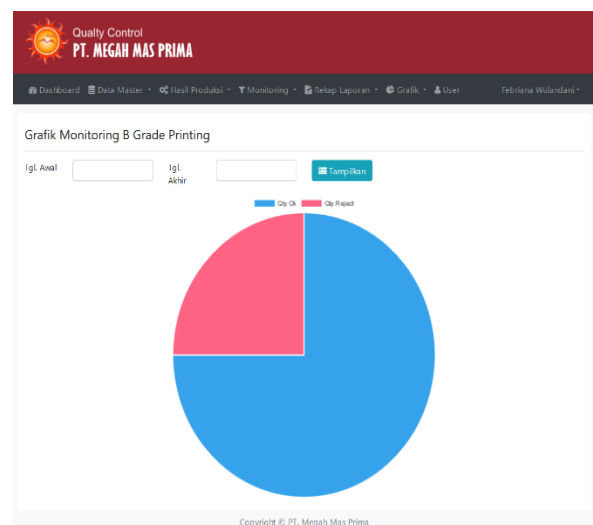 Qualty Control
PT. MEGAH MAS PRIMA
Dashboard Data Master Hasil Produksi Monitoring Rekap Laporan Grafik User Febriana Wulandani
Grafik Monitoring B Grade Printing
Tgl. Awal Tgl. Akhir Tampilkan
Qty Ok Qty Reject
Copyright © PT. Megah Mas Prima